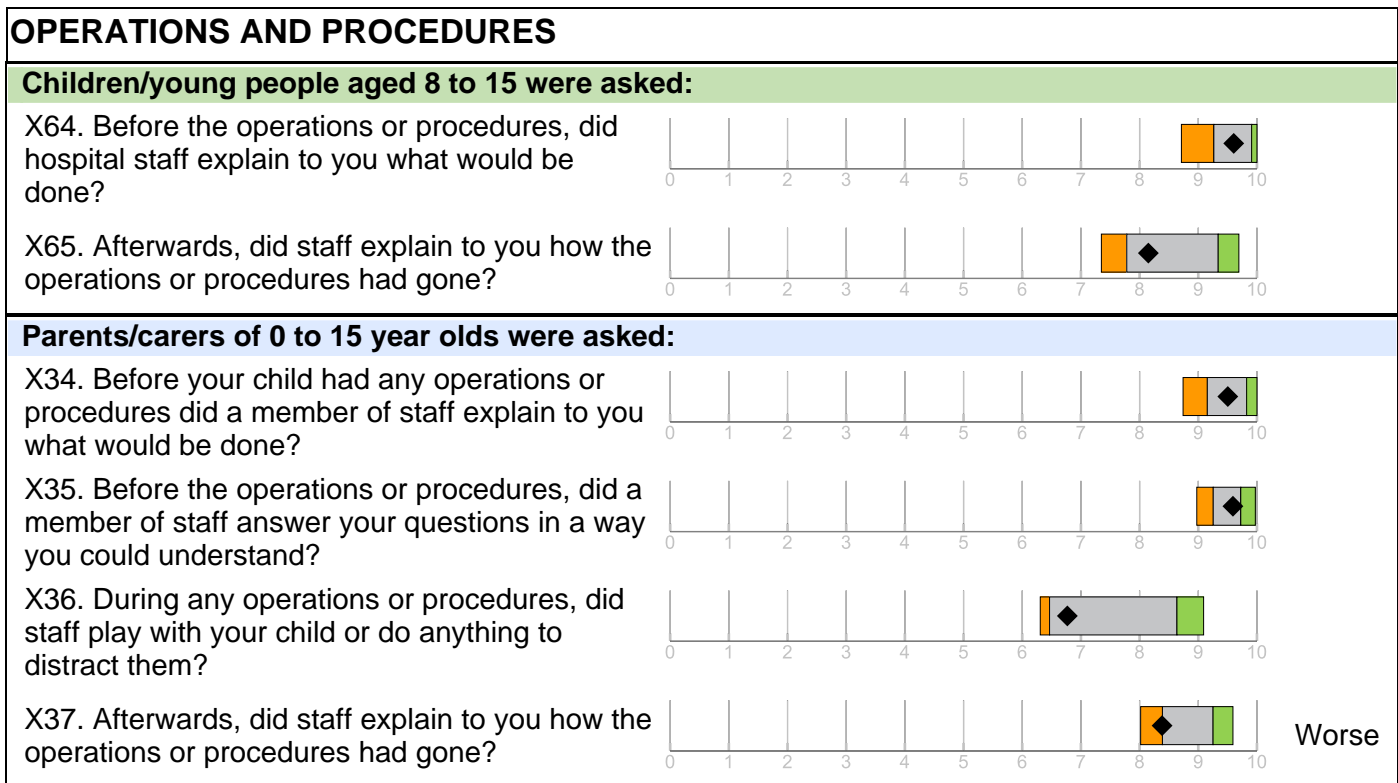 OPERATIONS AND PROCEDURES
Children/young people aged 8 to 15 were asked:
X64. Before the operations or procedures, did
hospital staff explain to you what would be
done?
0 1 2 3 4 5 6 7 8 9 10
X65. Afterwards, did staff explain to you how the
operations or procedures had gone?
0 1 2 3 4 5 6 7 8 9 10
Parents/carers of 0 to 15 year olds were asked:
X34. Before your child had any operations or
procedures did a member of staff explain to you
what would be done?
0 1 2 3 4 5 6 7 8 9 10
X35. Before the operations or procedures, did a
member of staff answer your questions in a way
you could understand?
0 1 2 3 4 5 6 7 8 9 10
X36. During any operations or procedures, did
staff play with your child or do anything to
distract them?
0 1 2 3 4 5 6 7 8 9 10
X37. Afterwards, did staff explain to you how the
operations or procedures had gone?
Worse
0 1 2 3 4 5 6 7 8 9 10